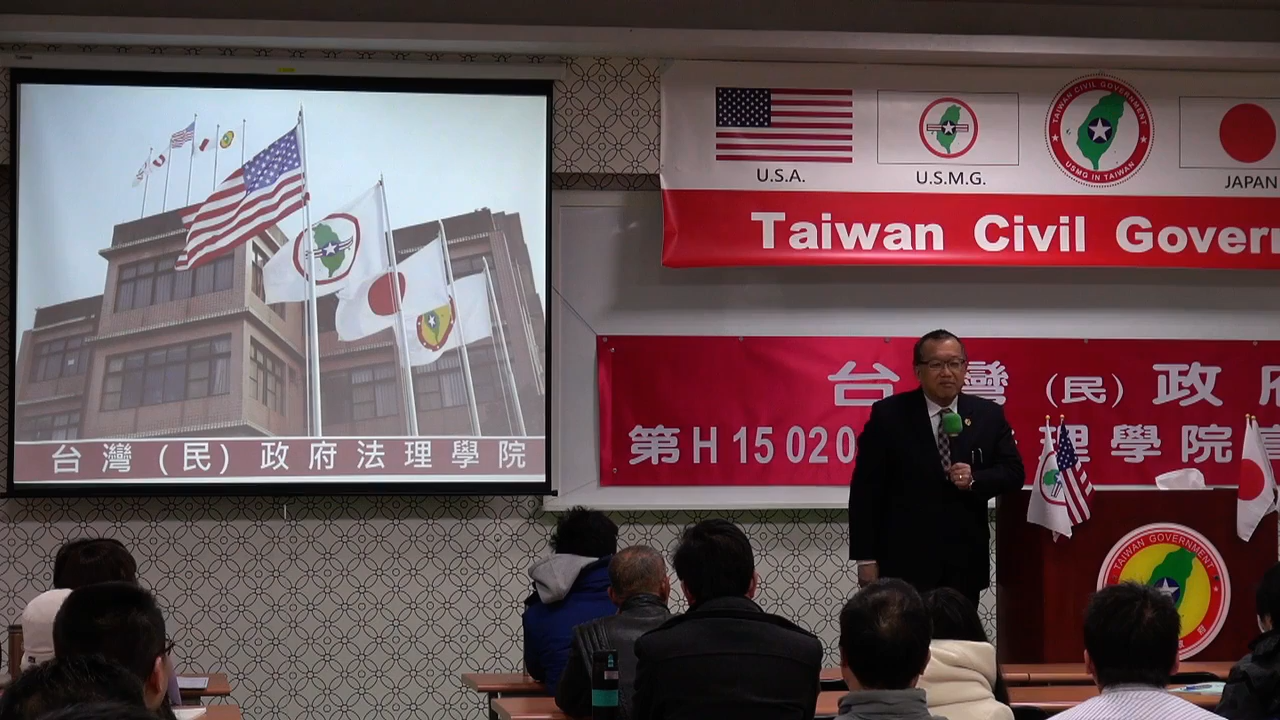 台灣(民)政府法理學院
U.S.A.
U.S.M.G.
TAIWAN CIVIL GOVERNMENT
USMG IN TAIWAN
JAPAN
Taiwan Civil Govern
台灣(民)政府
第H15020 理學院
TAIWAN GOVERNMENT